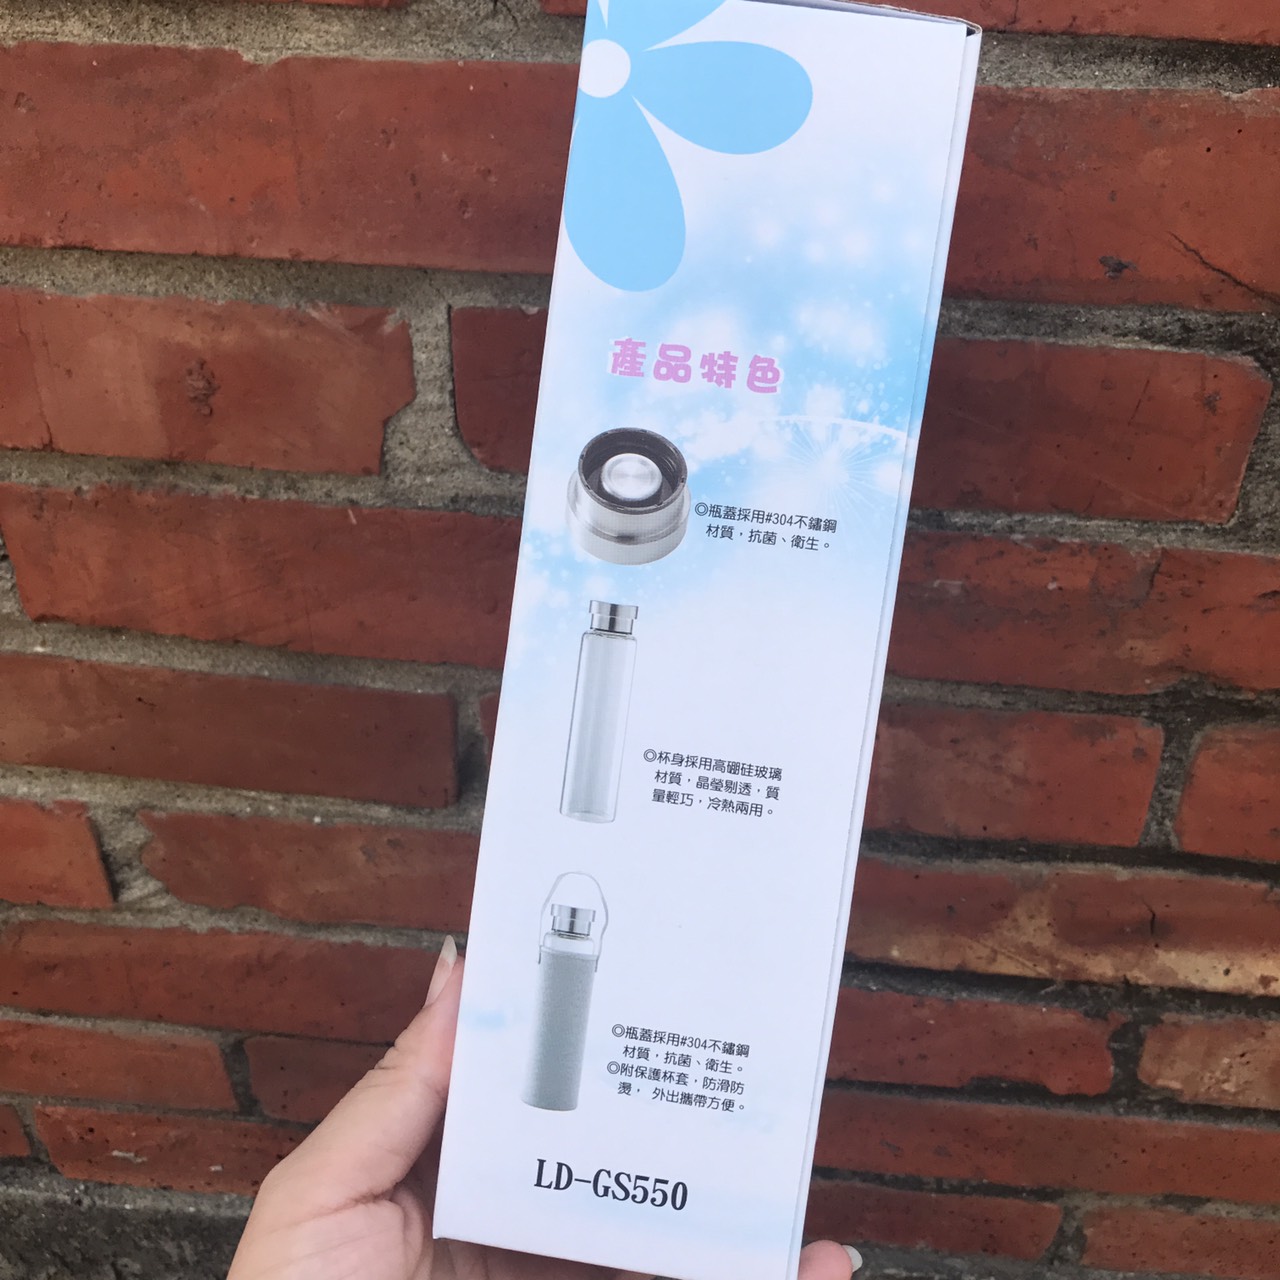 產品特色
◎瓶蓋採用#304不鏽鋼
材質，抗菌、衛生。
◎杯身採用高硼硅玻璃
材質，晶瑩剔透，質
量輕巧，冷熱兩用。
◎瓶蓋採用#304不鏽鋼
材質，抗菌、衛生。
◎附保護杯套，防滑防
燙， 外出攜帶方便。
LD-GS550